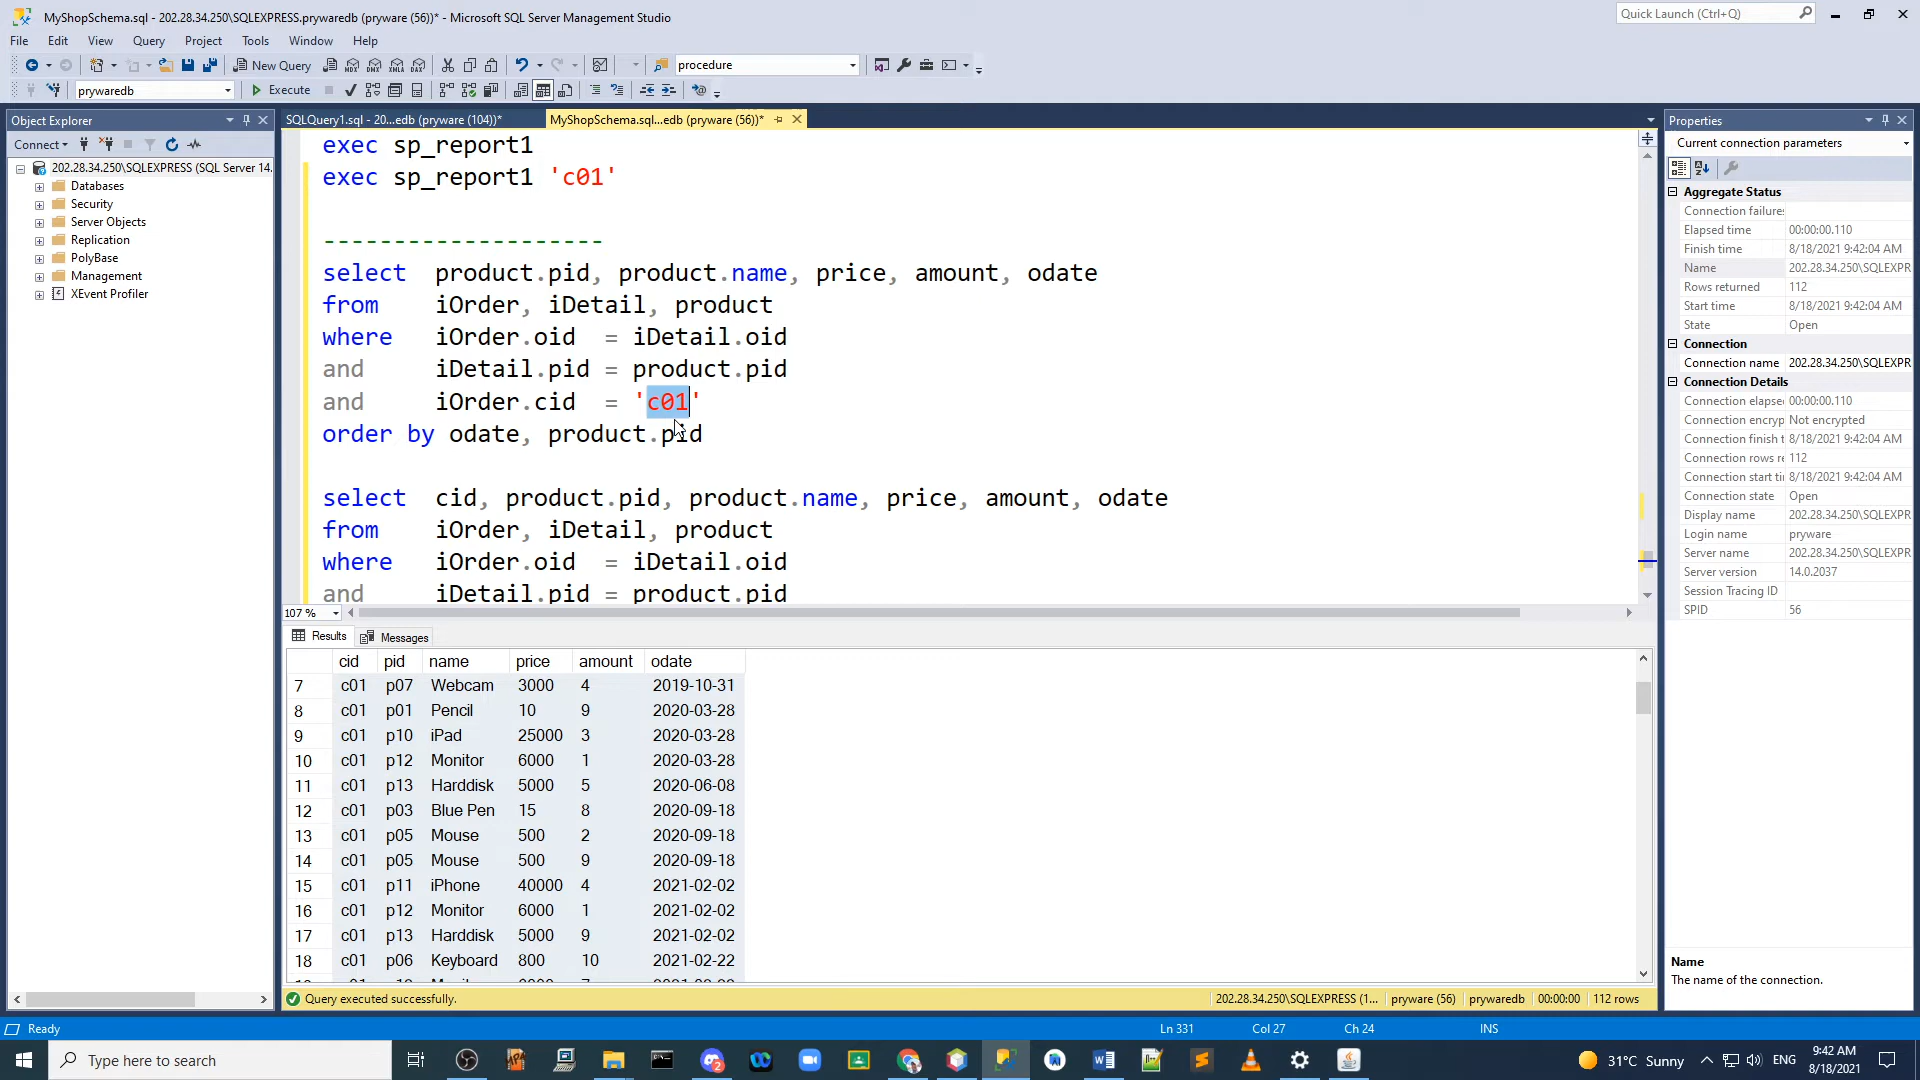 MyShopSchema.sql - 202.28.34.250\SQLEXPRESS.prywaredb (pryware (56))* - Microsoft SQL Server Management Studio
Quick Launch (Ctrl+Q)
File Edit View Query Project Tools Window Help
New Query
procedure
prywaredb
Execute
Object Explorer
Connect
202.28.34.250\SQLEXPRESS (SQL Server 14.
Databases
Security
Server Objects
Replication
PolyBase
Management
XEvent Profiler
SQLQuery1.sql - 20...edb (pryware (104))*
MyShopSchema.sql...edb (pryware (56))*
exec sp_report1
exec sp_report1 'c01'
--------------------
select product.pid, product.name, price, amount, odate
from iOrder, iDetail, product
where iOrder.oid = iDetail.oid
and iDetail.pid = product.pid
and iOrder.cid = 'c01'
order by odate, product.pid
select cid, product.pid, product.name, price, amount, odate
from iOrder, iDetail, product
where iOrder.oid = iDetail.oid
and iDetail.pid = product.pid
107 %
Results Messages
cid pid name price amount odate
7 c01 p07 Webcam 3000 4 2019-10-31
8 c01 p01 Pencil 10 9 2020-03-28
9 c01 p10 iPad 25000 3 2020-03-28
10 c01 p12 Monitor 6000 1 2020-03-28
11 c01 p13 Harddisk 5000 5 2020-06-08
12 c01 p03 Blue Pen 15 8 2020-09-18
13 c01 p05 Mouse 500 2 2020-09-18
14 c01 p05 Mouse 500 9 2020-09-18
15 c01 p11 iPhone 40000 4 2021-02-02
16 c01 p12 Monitor 6000 1 2021-02-02
17 c01 p13 Harddisk 5000 9 2021-02-02
18 c01 p06 Keyboard 800 10 2021-02-22
Query executed successfully.
202.28.34.250\SQLEXPRESS (1... pryware (56) prywaredb 00:00:00 112 rows
Properties
Current connection parameters
Aggregate Status
Connection failures
Elapsed time 00:00:00.110
Finish time 8/18/2021 9:42:04 AM
Name 202.28.34.250\SQLEXPR
Rows returned 112
Start time 8/18/2021 9:42:04 AM
State Open
Connection
Connection name 202.28.34.250\SQLEXPR
Connection Details
Connection elapse 00:00:00.110
Connection encryp Not encrypted
Connection finish t 8/18/2021 9:42:04 AM
Connection rows re 112
Connection start ti 8/18/2021 9:42:04 AM
Connection state Open
Display name 202.28.34.250\SQLEXPR
Login name pryware
Server name 202.28.34.250\SQLEXPR
Server version 14.0.2037
Session Tracing ID
SPID 56
Name
The name of the connection.
Ready
Ln 331 Col 27 Ch 24 INS
Type here to search
31°C Sunny
ENG
9:42 AM
8/18/2021